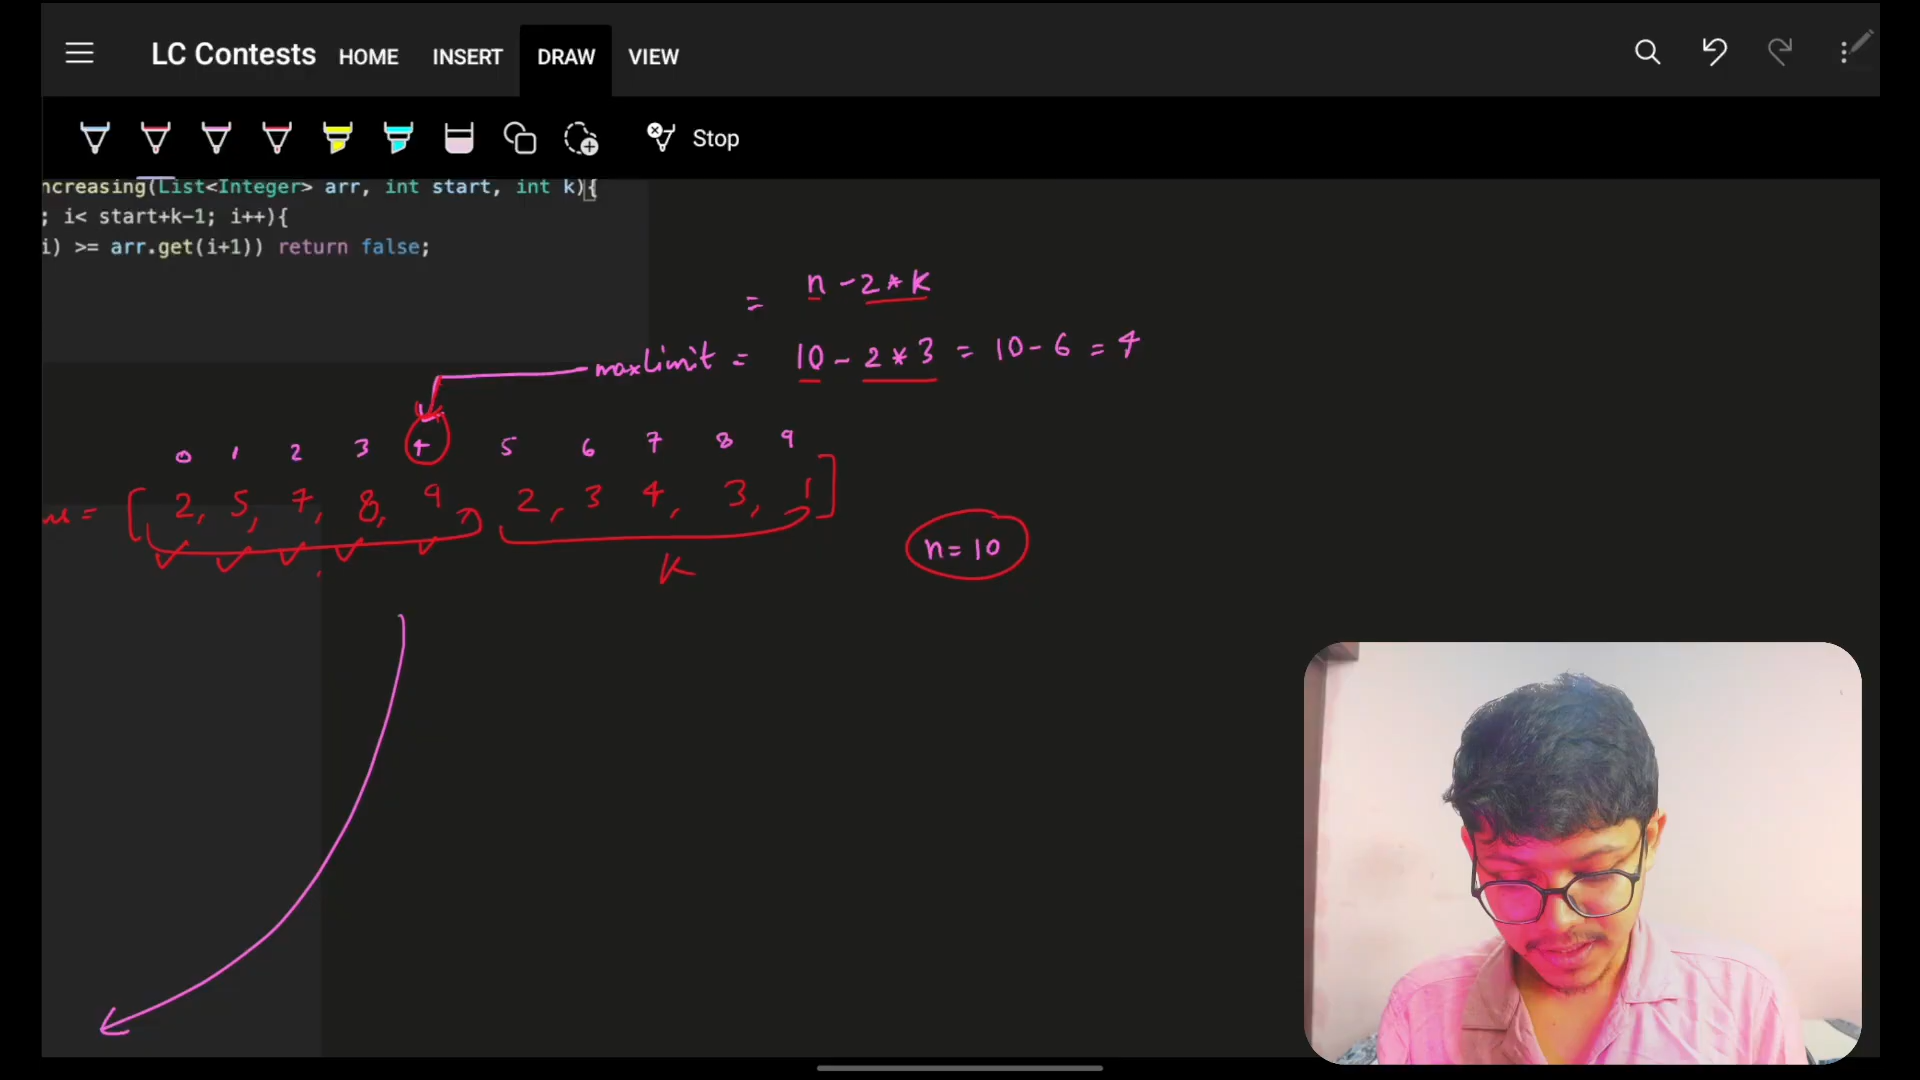 LC Contests HOME INSERT DRAW VIEW
Stop
ncreasing(List<Integer> arr, int start, int k){
; i< start+k-1; i++){
i) >= arr.get(i+1)) return false;
= n - 2 * k
maxLimit = 10 - 2 * 3 = 10 - 6 = 4
0 1 2 3 4 5 6 7 8 9
= [2, 5, 7, 8, 9 2, 3 4, 3, 1]
n = 10
K